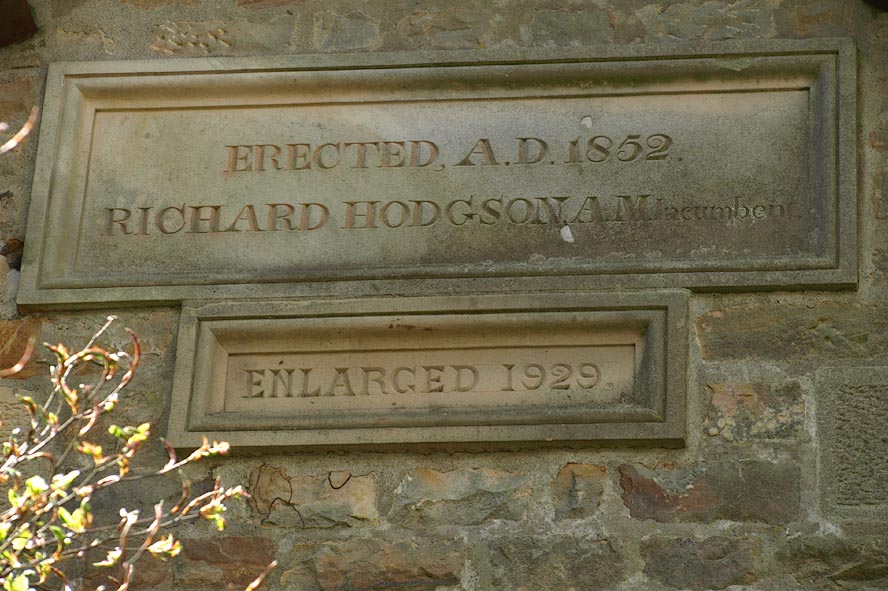 ERECTED, A.D. 1852.
RICHARD HODGSON, A.M Incumbent.
ENLARGED 1929.